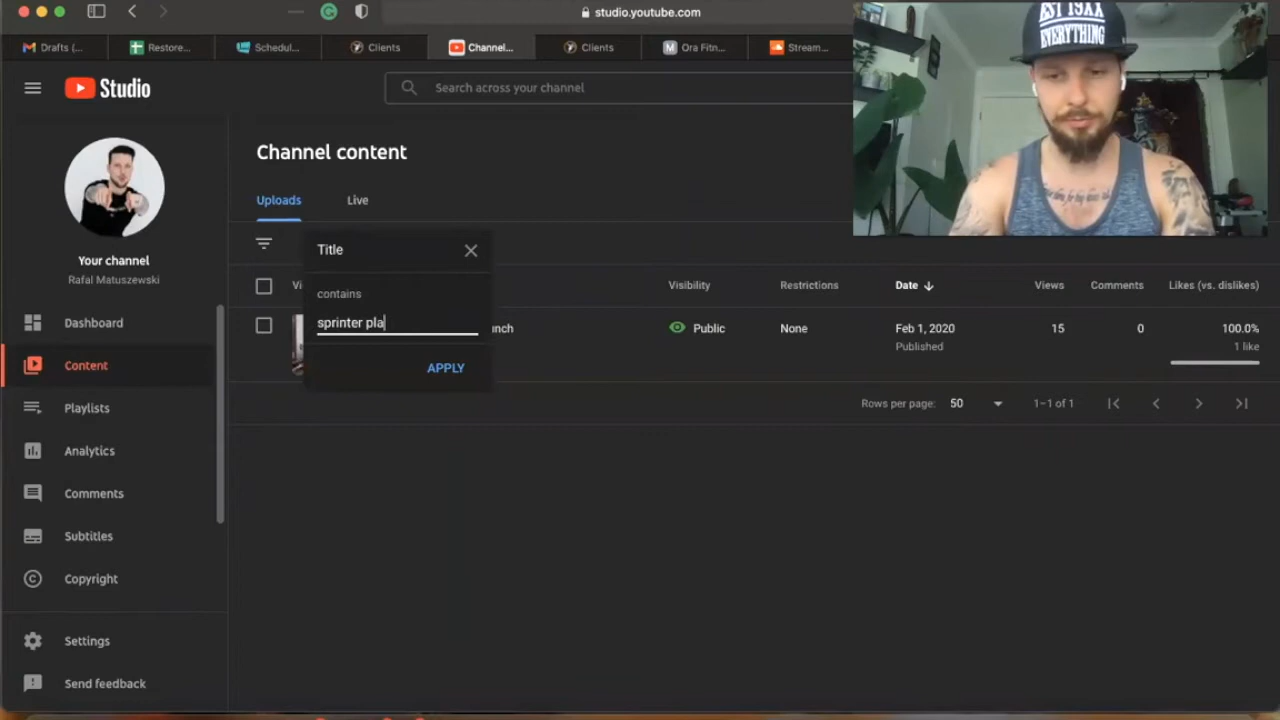 studio.youtube.com
Drafts (...
Restore...
Schedul...
Clients
Channel...
Clients
Ora Fitn...
Stream...
EST 19XX
EVERYTHING
Studio
Search across your channel
Channel content
Uploads
Live
Your channel
Rafal Matuszewski
Title
contains
sprinter pla
APPLY
Visibility
Restrictions
Date
Views
Comments
Likes (vs. dislikes)
Public
None
Feb 1, 2020
Published
15
0
100.0%
1 like
Rows per page:
50
1–1 of 1
Dashboard
Content
Playlists
Analytics
Comments
Subtitles
Copyright
Settings
Send feedback